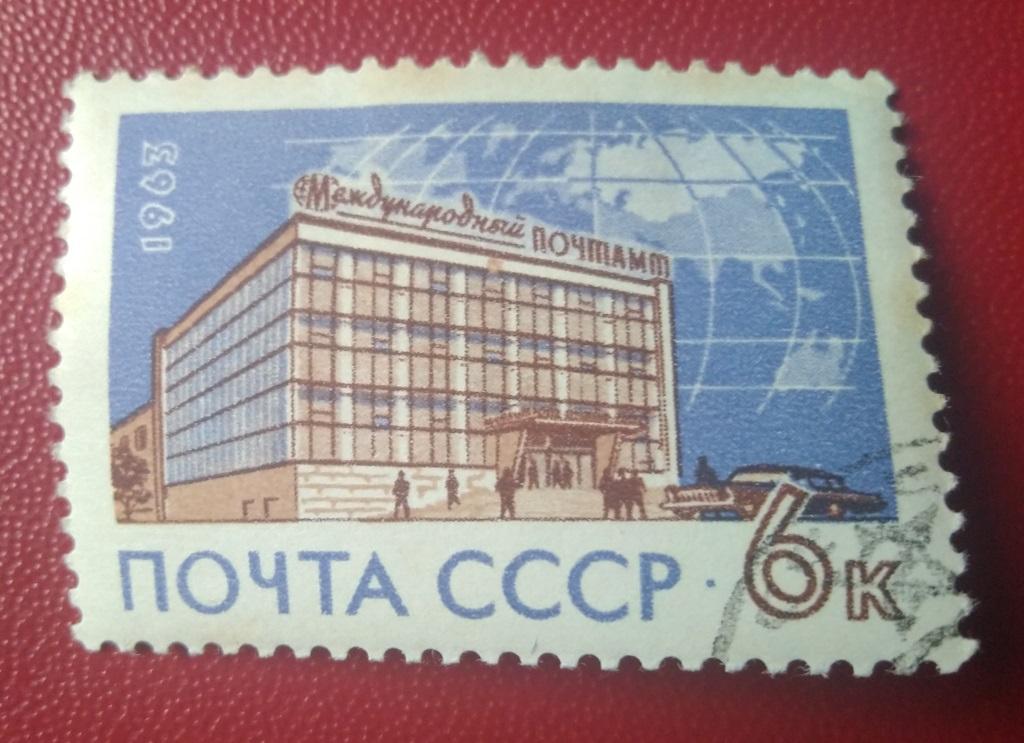 1963
Международный почтамт
ПОЧТА СССР · 6к